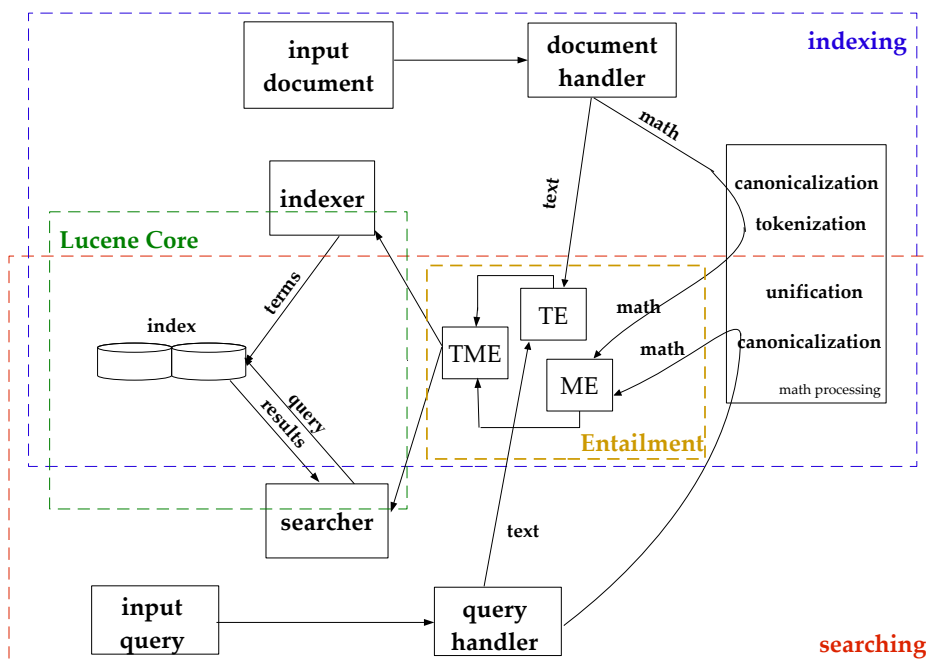 input
document
document
handler
indexing
math
text
canonicalization
tokenization
unification
canonicalization
math processing
indexer
Lucene Core
terms
index
query
results
TE
TME
ME
math
math
Entailment
searcher
text
input
query
query
handler
searching